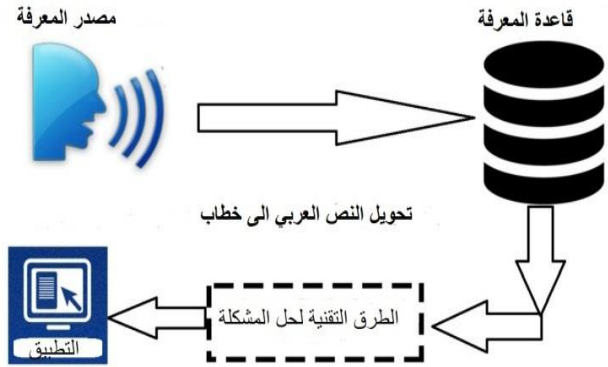 قاعدة المعرفة
مصدر المعرفة
تحويل النص العربي الى خطاب
الطرق التقنية لحل المشكلة
التطبيق